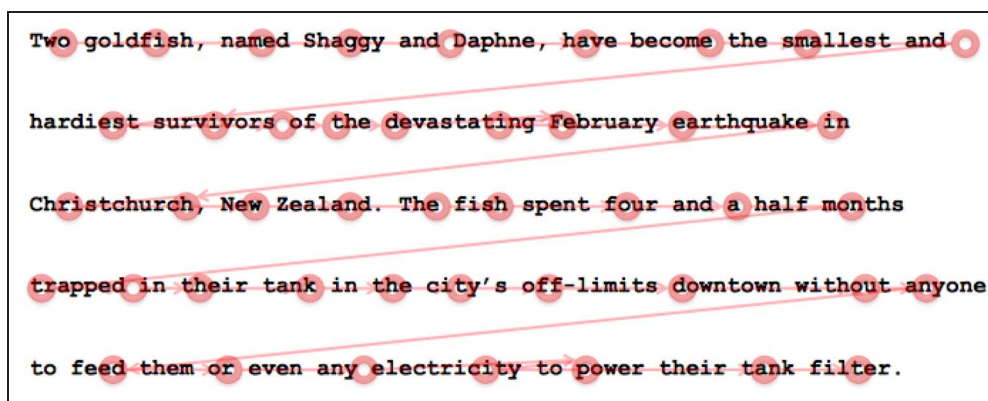 Two goldfish, named Shaggy and Daphne, have become the smallest and
hardiest survivors of the devastating February earthquake in
Christchurch, New Zealand. The fish spent four and a half months
trapped in their tank in the city’s off-limits downtown without anyone
to feed them or even any electricity to power their tank filter.